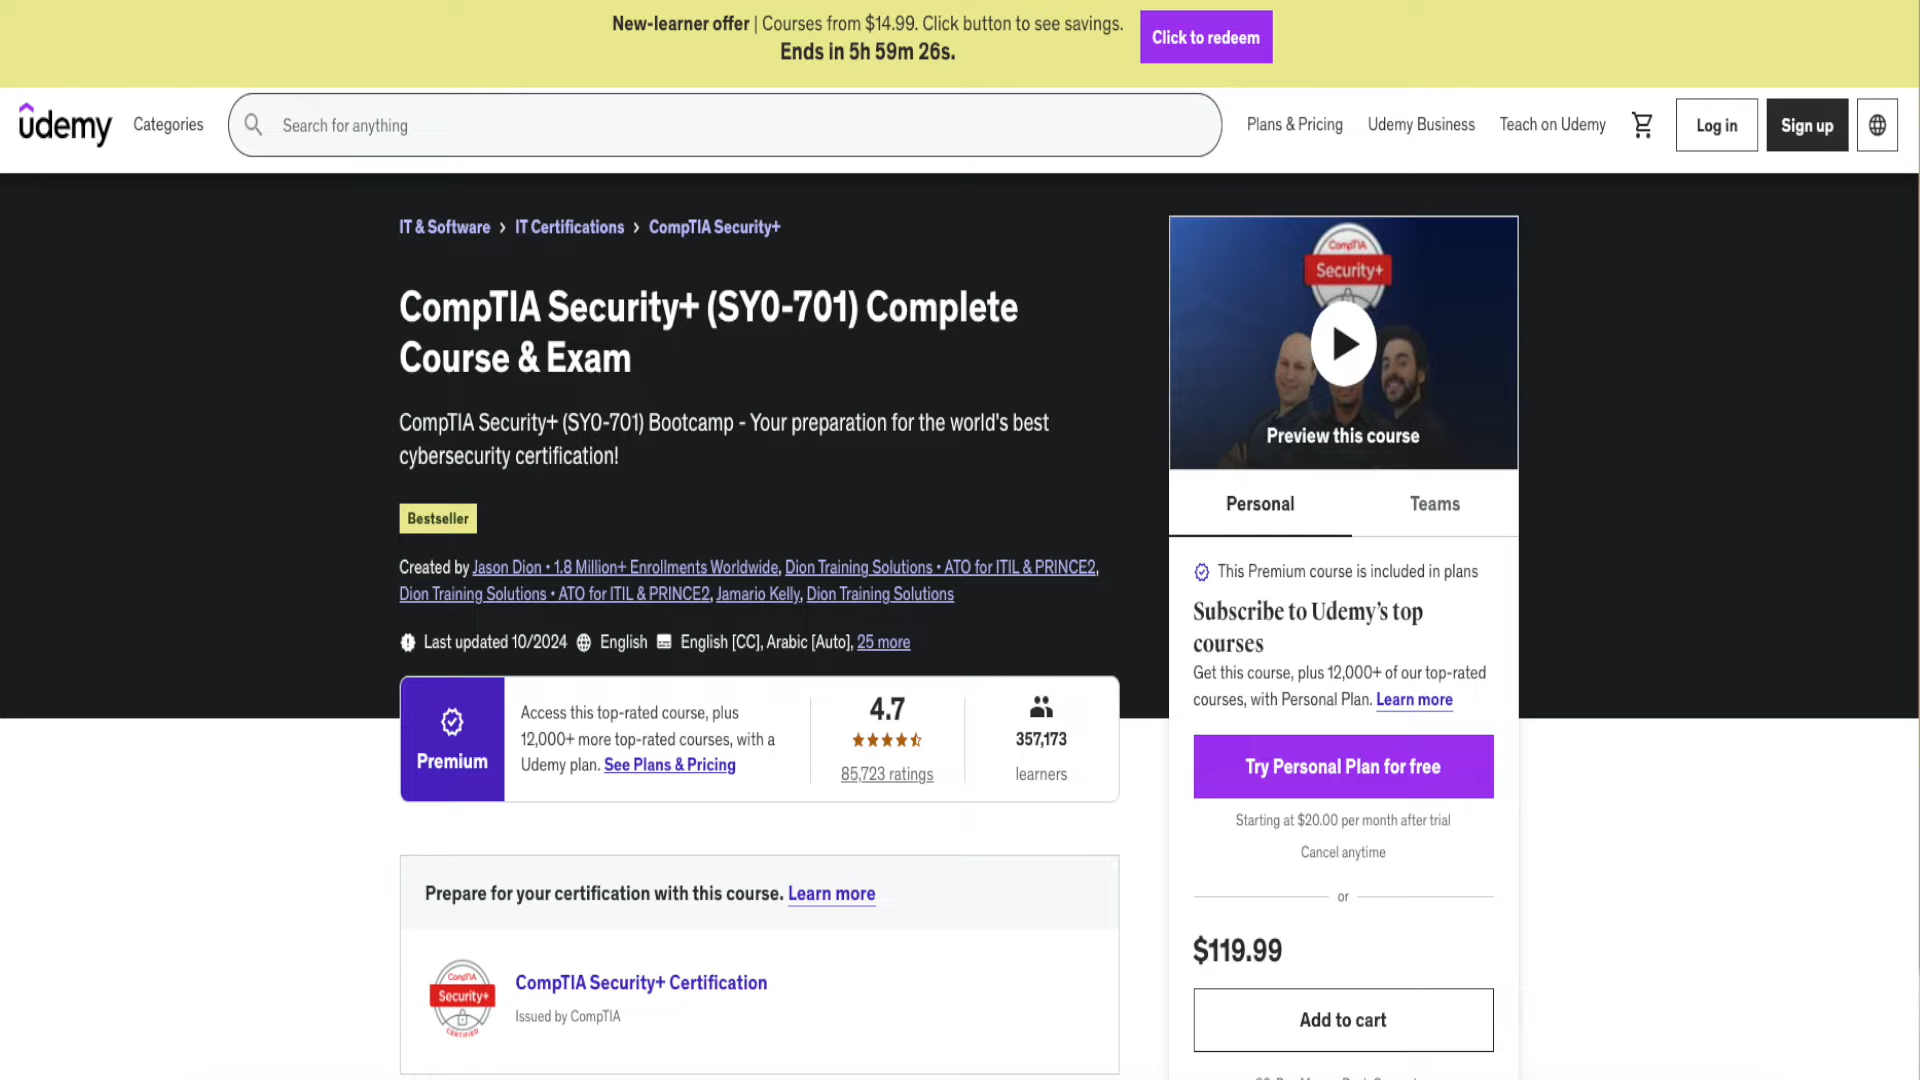 New-learner offer | Courses from $14.99. Click button to see savings.
Ends in 5h 59m 26s.
Click to redeem
udemy
Categories
Search for anything
Plans & Pricing
Udemy Business
Teach on Udemy
Log in
Sign up
IT & Software > IT Certifications > CompTIA Security+
CompTIA Security+ (SY0-701) Complete
Course & Exam
CompTIA Security+ (SY0-701) Bootcamp - Your preparation for the world's best
cybersecurity certification!
Bestseller
Created by Jason Dion • 1.8 Million+ Enrollments Worldwide, Dion Training Solutions • ATO for ITIL & PRINCE2,
Dion Training Solutions • ATO for ITIL & PRINCE2, Jamario Kelly, Dion Training Solutions
Last updated 10/2024 English English [CC], Arabic [Auto], 25 more
Premium
Access this top-rated course, plus
12,000+ more top-rated courses, with a
Udemy plan. See Plans & Pricing
4.7
85,723 ratings
357,173
learners
Prepare for your certification with this course. Learn more
CompTIA
Security+
CERTIFIED
CompTIA Security+ Certification
Issued by CompTIA
CompTIA
Security+
Preview this course
Personal
Teams
This Premium course is included in plans
Subscribe to Udemy’s top
courses
Get this course, plus 12,000+ of our top-rated
courses, with Personal Plan. Learn more
Try Personal Plan for free
Starting at $20.00 per month after trial
Cancel anytime
or
$119.99
Add to cart